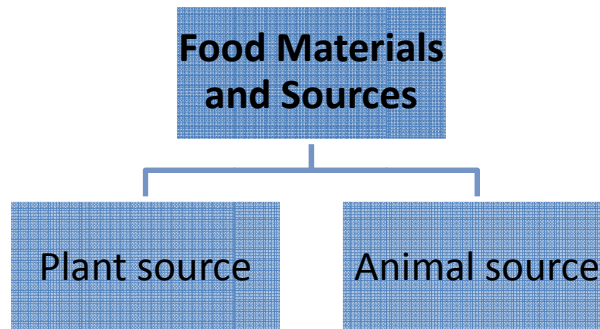 Food Materials
and Sources
Plant source
Animal source